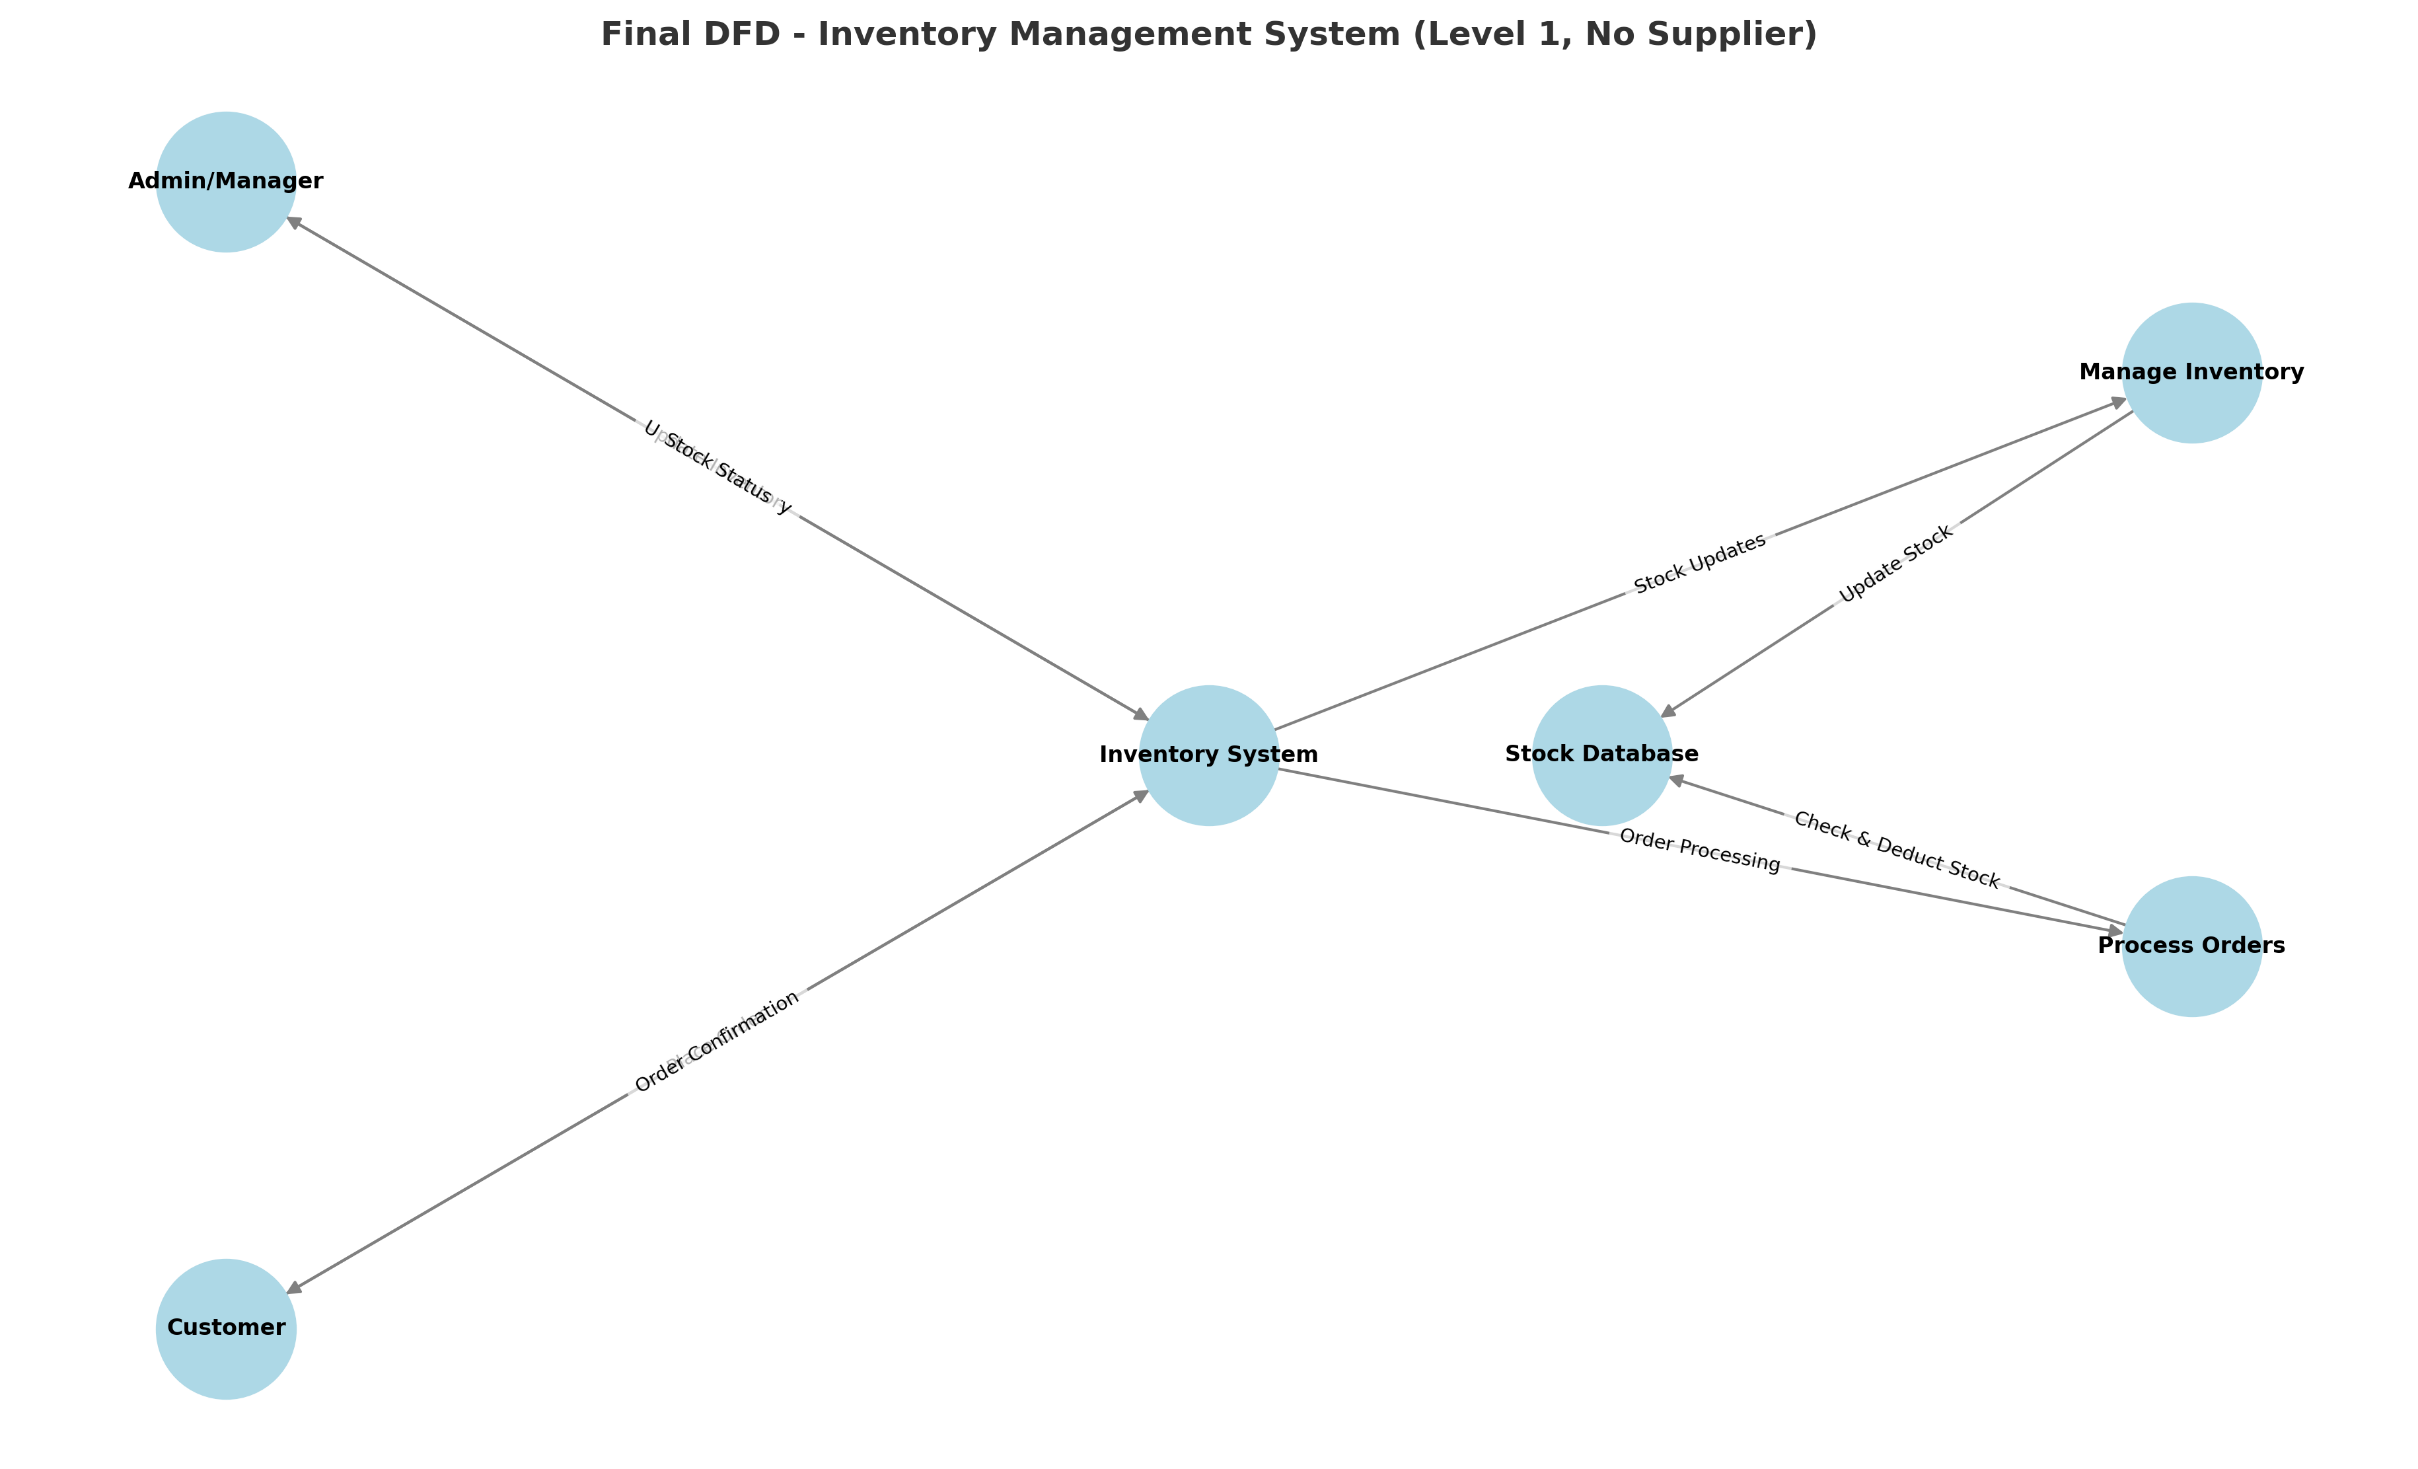 Final DFD - Inventory Management System (Level 1, No Supplier)
Admin/Manager
Manage Inventory
Stock Status
Stock Updates
Update Stock
Inventory System
Stock Database
Check & Deduct Stock
Order Processing
Process Orders
Order Confirmation
Customer